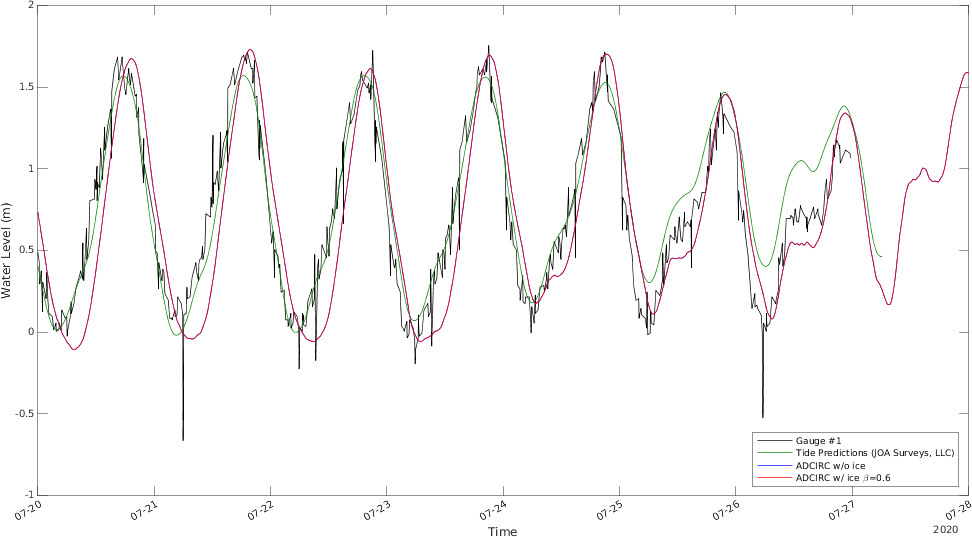 2
1.5
1
0.5
0
-0.5
-1
Water Level (m)
07-20
07-21
07-22
07-23
07-24
07-25
07-26
07-27
07-28
2020
Time
Gauge #1
Tide Predictions (JOA Surveys, LLC)
ADCIRC w/o ice
ADCIRC w/ ice β=0.6